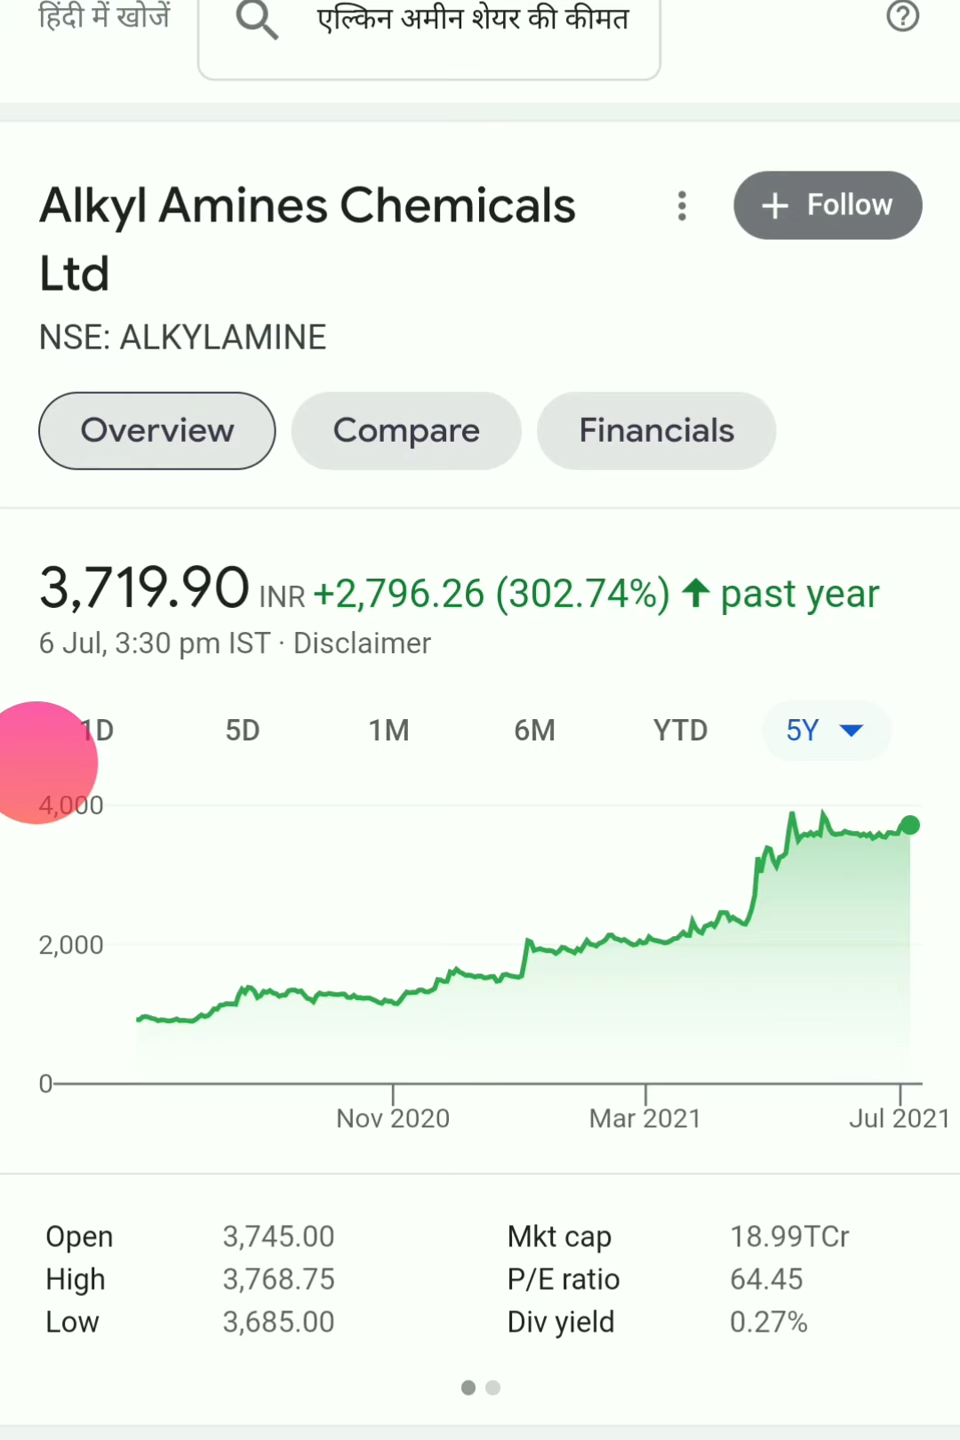 हिंदी में खोजें
एल्किन अमीन शेयर की कीमत
Alkyl Amines Chemicals
Ltd
+ Follow
NSE: ALKYLAMINE
Overview Compare Financials
3,719.90 INR +2,796.26 (302.74%) ↑ past year
6 Jul, 3:30 pm IST · Disclaimer
1D 5D 1M 6M YTD 5Y
4,000
2,000
0
Nov 2020 Mar 2021 Jul 2021
Open 3,745.00 Mkt cap 18.99TCr
High 3,768.75 P/E ratio 64.45
Low 3,685.00 Div yield 0.27%